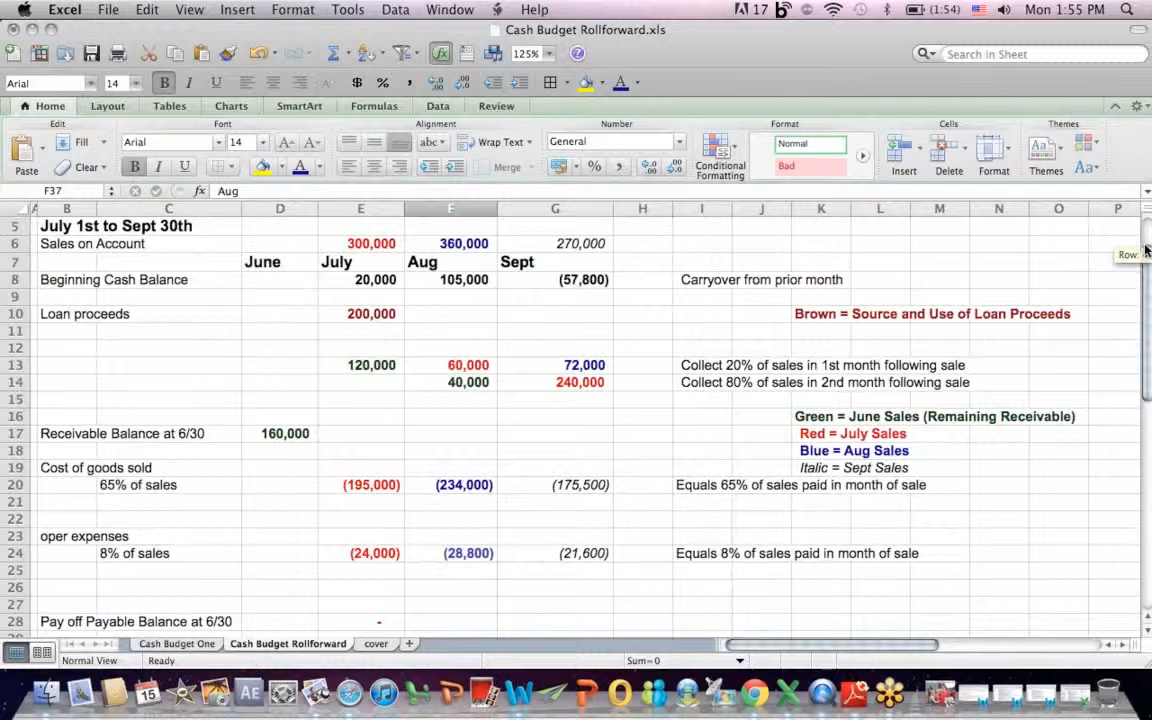 Excel File Edit View Insert Format Tools Data Window Help 17 (1:54) Mon 1:55 PM
Cash Budget Rollforward.xls
125% Search in Sheet
Arial 14 B I U $ %
Home Layout Tables Charts SmartArt Formulas Data Review
Edit Font Alignment Number Format Cells Themes
Fill Arial 14 A A abc Wrap Text General Normal
Paste Clear B I U A Merge % Conditional Formatting Bad Insert Delete Format Themes Aa
F37 fx Aug
A B C D E F G H I J K L M N O P
5 July 1st to Sept 30th
6 Sales on Account 300,000 360,000 270,000
Row:
7 June July Aug Sept
8 Beginning Cash Balance 20,000 105,000 (57,800) Carryover from prior month
9
10 Loan proceeds 200,000 Brown = Source and Use of Loan Proceeds
11
12
13 120,000 60,000 72,000 Collect 20% of sales in 1st month following sale
14 40,000 240,000 Collect 80% of sales in 2nd month following sale
15
16 Green = June Sales (Remaining Receivable)
17 Receivable Balance at 6/30 160,000 Red = July Sales
18 Blue = Aug Sales
19 Cost of goods sold Italic = Sept Sales
20 65% of sales (195,000) (234,000) (175,500) Equals 65% of sales paid in month of sale
21
22
23 oper expenses
24 8% of sales (24,000) (28,800) (21,600) Equals 8% of sales paid in month of sale
25
26
27
28 Pay off Payable Balance at 6/30 -
Cash Budget One Cash Budget Rollforward cover
Normal View Ready Sum=0
15 AE